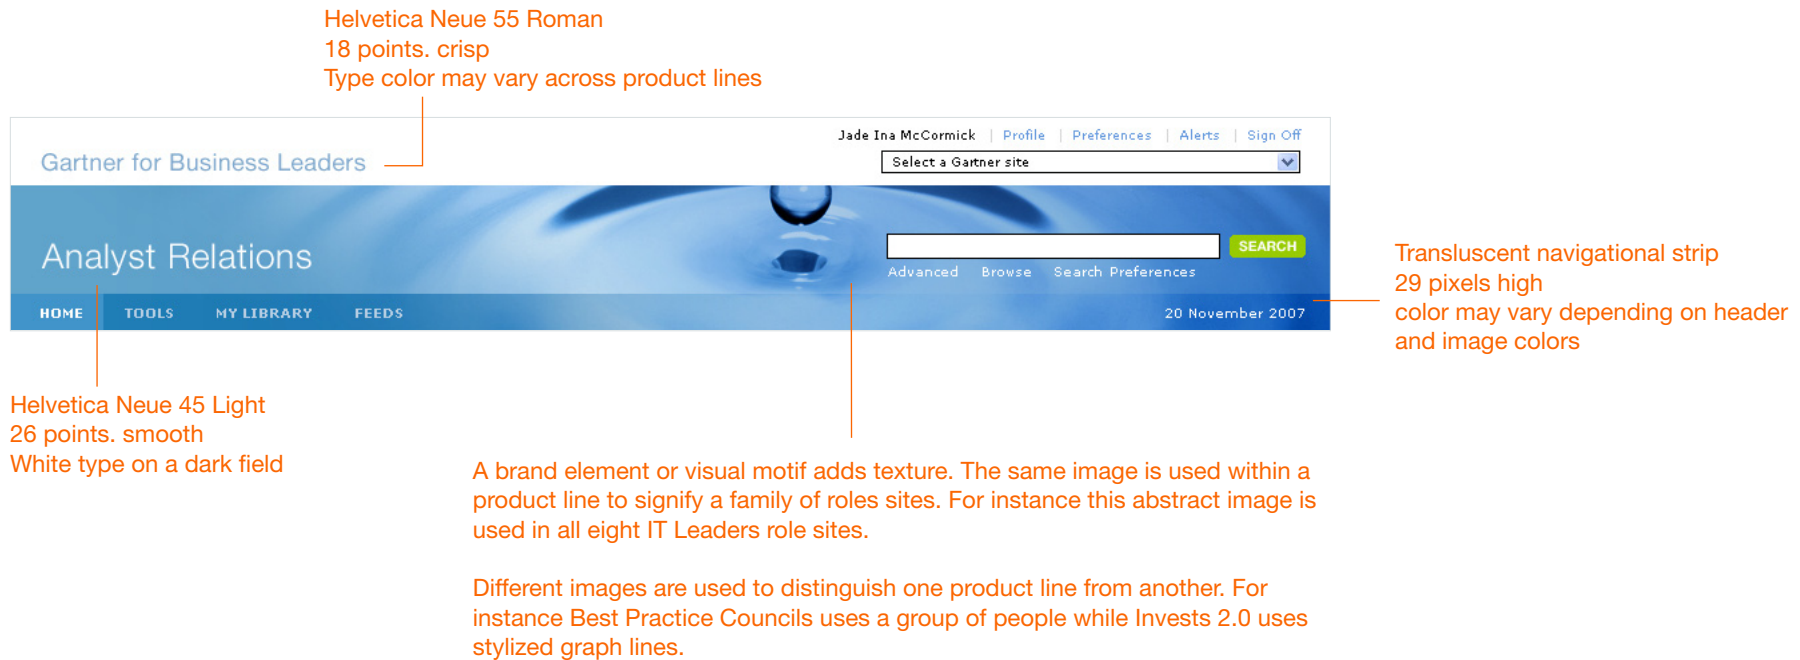 Helvetica Neue 55 Roman
18 points. crisp
Type color may vary across product lines
Jade Ina McCormick | Profile | Preferences | Alerts | Sign Off
Gartner for Business Leaders
Select a Gartner site
Analyst Relations
SEARCH
Advanced Browse Search Preferences
HOME TOOLS MY LIBRARY FEEDS 20 November 2007
Transluscent navigational strip
29 pixels high
color may vary depending on header
and image colors
Helvetica Neue 45 Light
26 points. smooth
White type on a dark field
A brand element or visual motif adds texture. The same image is used within a
product line to signify a family of roles sites. For instance this abstract image is
used in all eight IT Leaders role sites.
Different images are used to distinguish one product line from another. For
instance Best Practice Councils uses a group of people while Invests 2.0 uses
stylized graph lines.